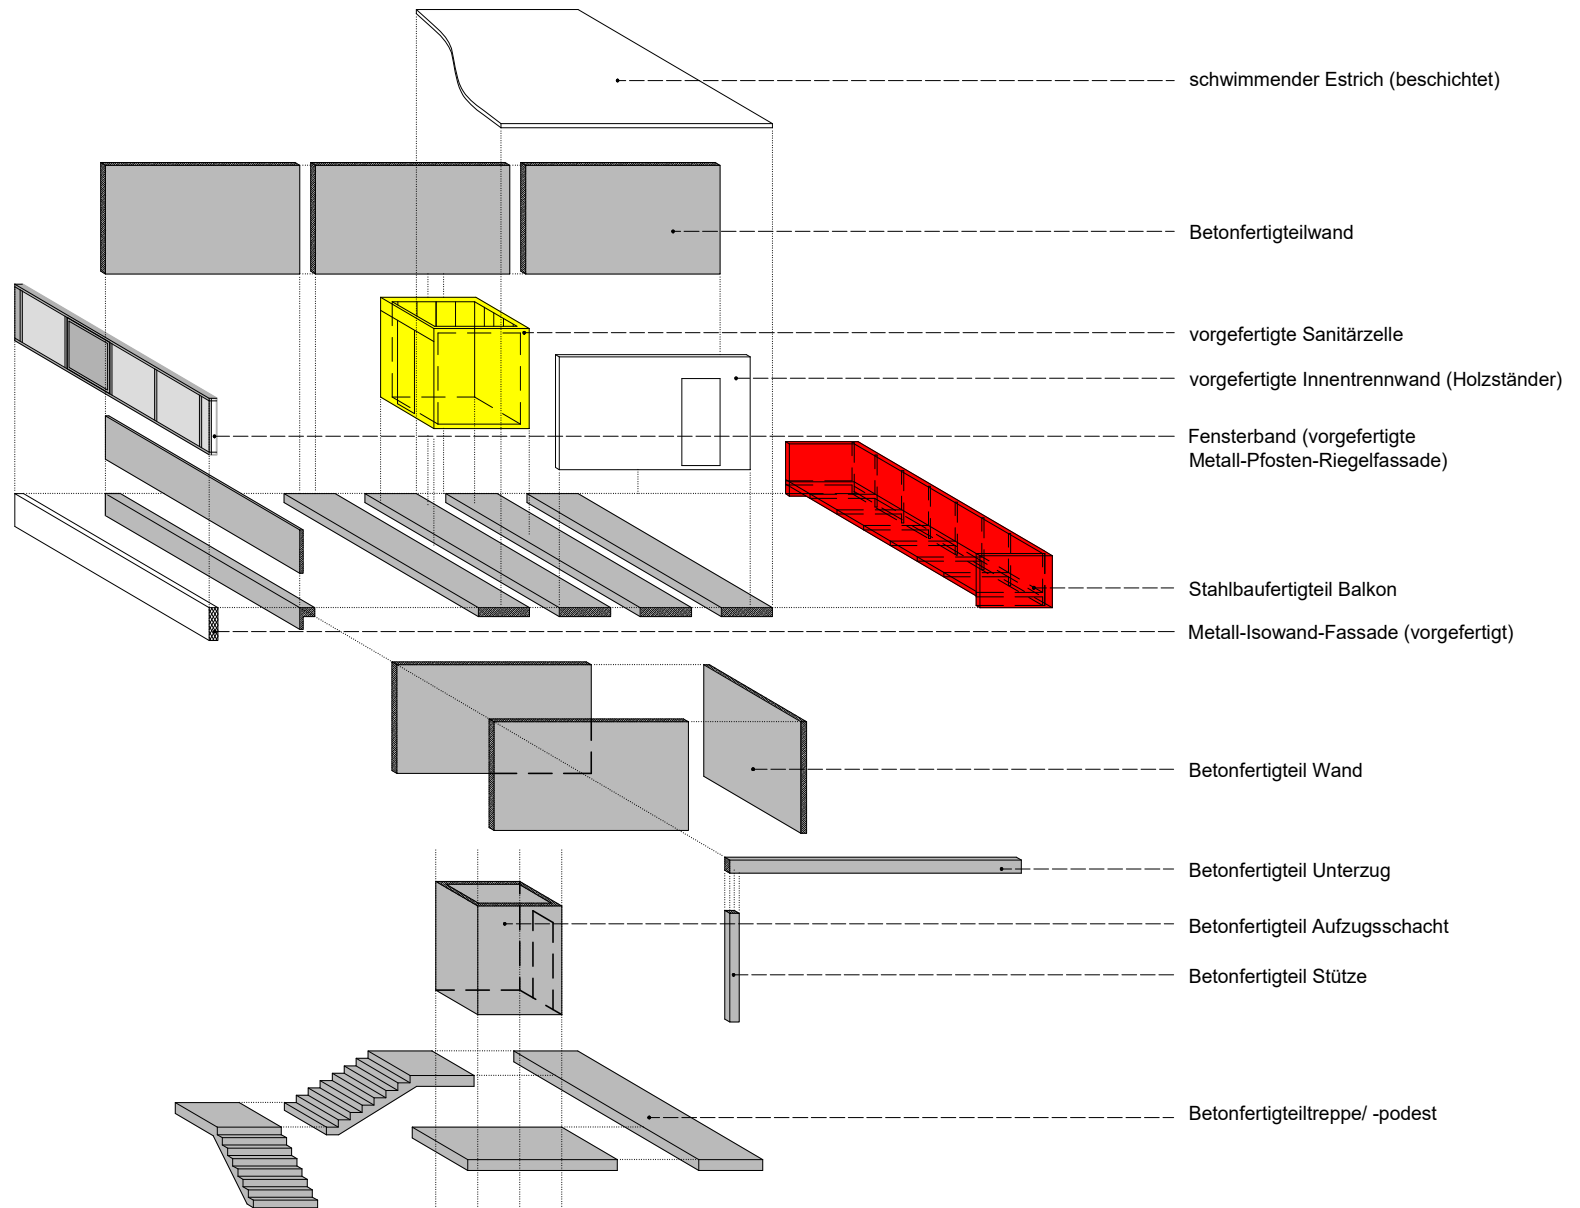 schwimmender Estrich (beschichtet)
Betonfertigteilwand
vorgefertigte Sanitärzelle
vorgefertigte Innentrennwand (Holzständer)
Fensterband (vorgefertigte
Metall-Pfosten-Riegelfassade)
Stahlbaufertigteil Balkon
Metall-Isowand-Fassade (vorgefertigt)
Betonfertigteil Wand
Betonfertigteil Unterzug
Betonfertigteil Aufzugsschacht
Betonfertigteil Stütze
Betonfertigteiltreppe/ -podest